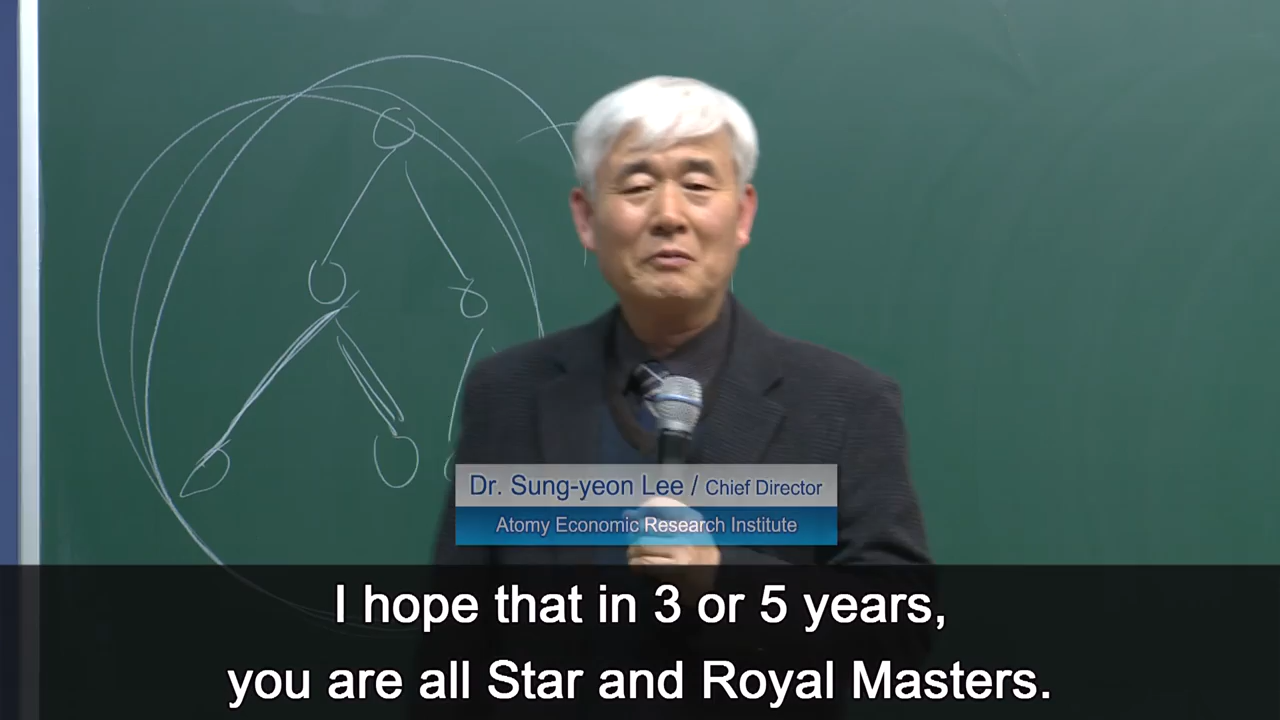 Dr. Sung-yeon Lee / Chief Director
Atomy Economic Research Institute
I hope that in 3 or 5 years,
you are all Star and Royal Masters.